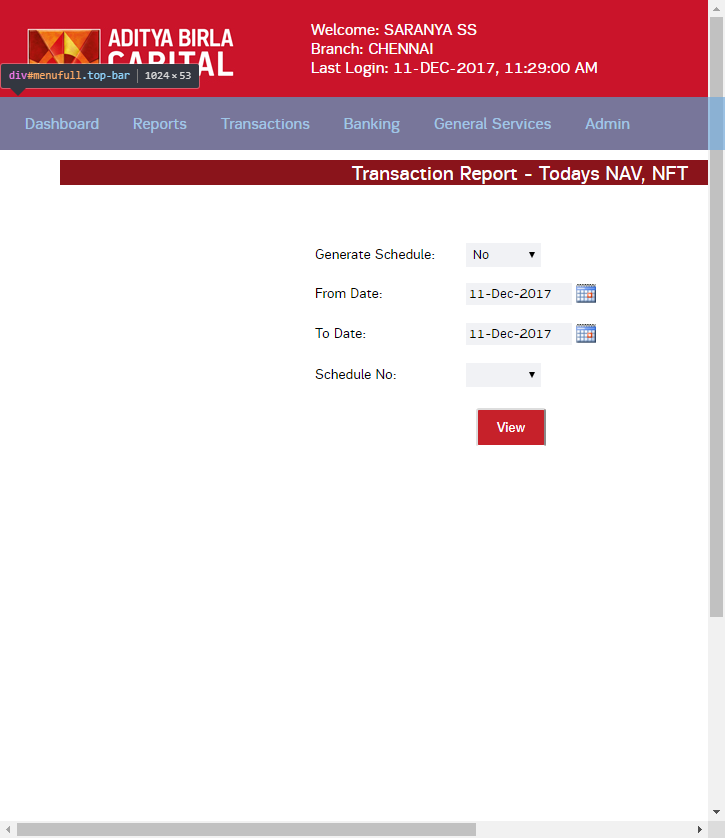 ADITYA BIRLA
CAPITAL
Welcome: SARANYA SS
Branch: CHENNAI
Last Login: 11-DEC-2017, 11:29:00 AM
div#menufull.top-bar | 1024 × 53
Dashboard Reports Transactions Banking General Services Admin
Transaction Report - Todays NAV, NFT
Generate Schedule: No
From Date: 11-Dec-2017
To Date: 11-Dec-2017
Schedule No:
View